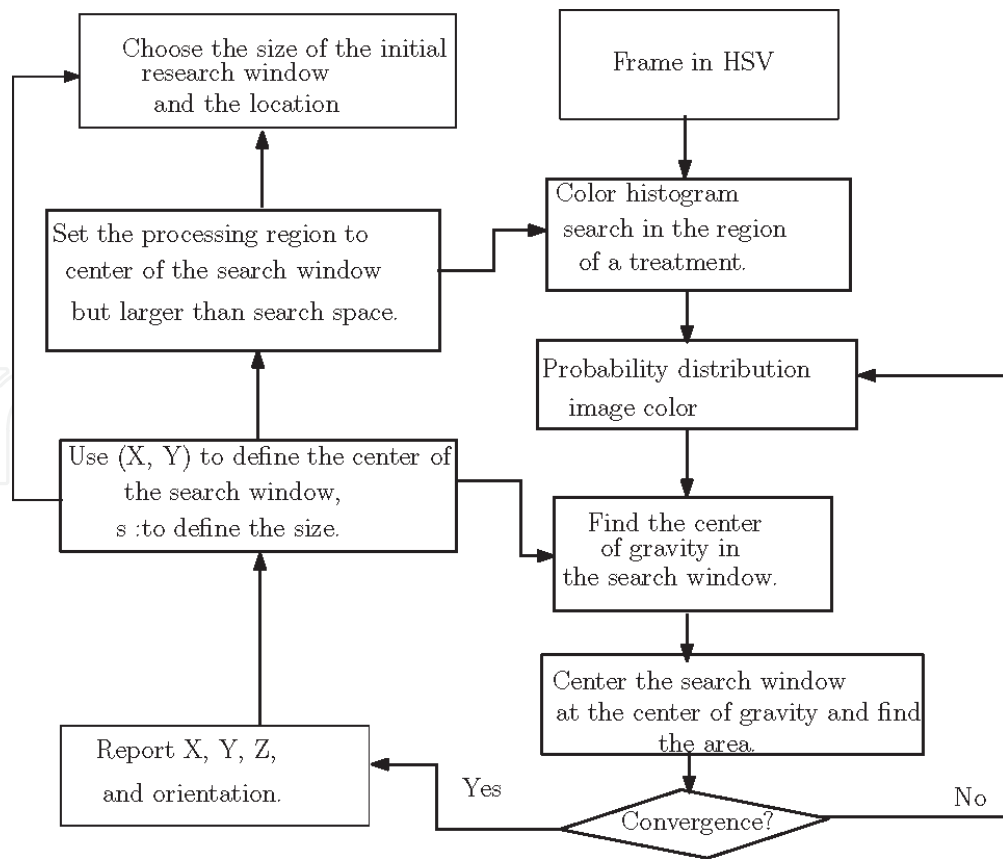 Choose the size of the initial
research window
and the location
Frame in HSV
Color histogram
search in the region
of a treatment.
Set the processing region to
center of the search window
but larger than search space.
Probability distribution
image color
Use (X, Y) to define the center of
the search window,
s :to define the size.
Find the center
of gravity in
the search window.
Center the search window
at the center of gravity and find
the area.
Report X, Y, Z,
and orientation.
Yes
Convergence?
No